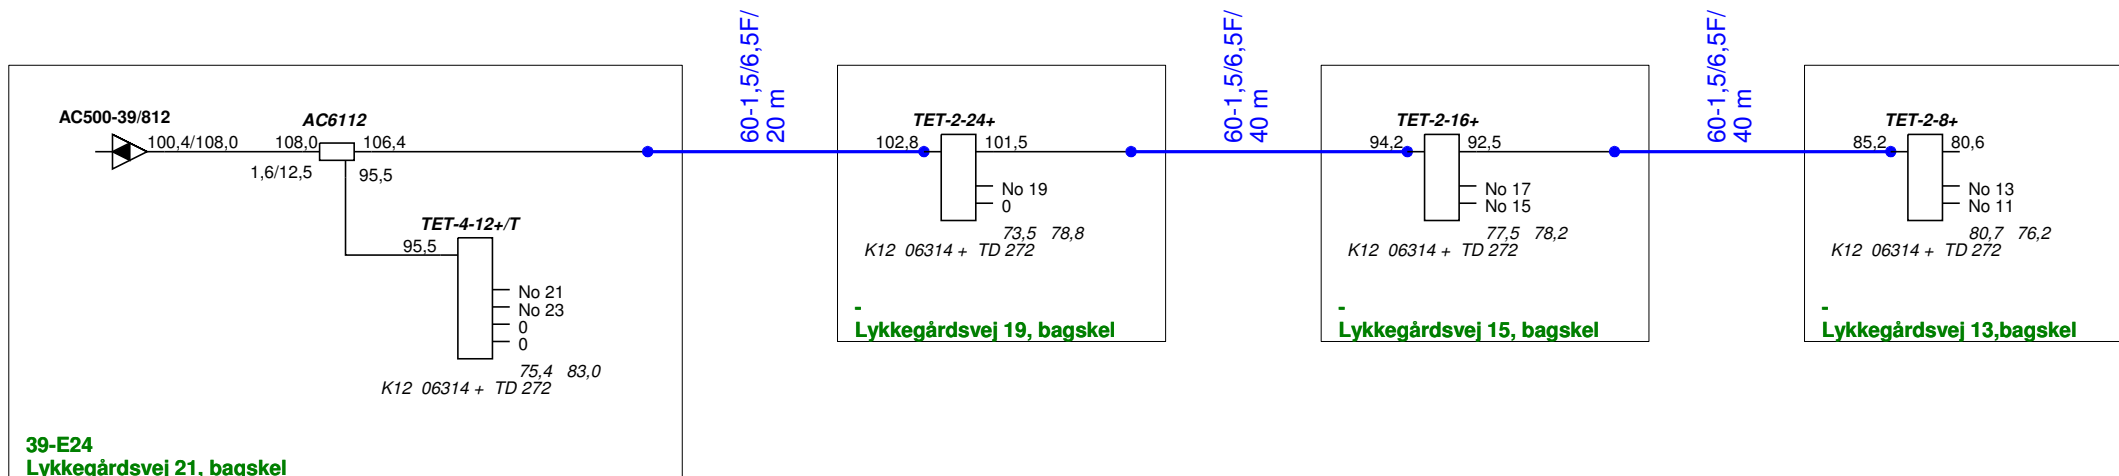 AC500-39/812
100,4/108,0
AC6112
108,0
106,4
1,6/12,5
95,5
TET-4-12+/T
95,5
No 21
No 23
0
0
75,4 83,0
K12 06314 + TD 272
39-E24
Lykkegårdsvej 21, bagskel
60-1,5/6,5F/
20 m
TET-2-24+
102,8
101,5
No 19
0
73,5 78,8
K12 06314 + TD 272
-
Lykkegårdsvej 19, bagskel
60-1,5/6,5F/
40 m
TET-2-16+
94,2
92,5
No 17
No 15
77,5 78,2
K12 06314 + TD 272
-
Lykkegårdsvej 15, bagskel
60-1,5/6,5F/
40 m
TET-2-8+
85,2
80,6
No 13
No 11
80,7 76,2
K12 06314 + TD 272
-
Lykkegårdsvej 13,bagskel